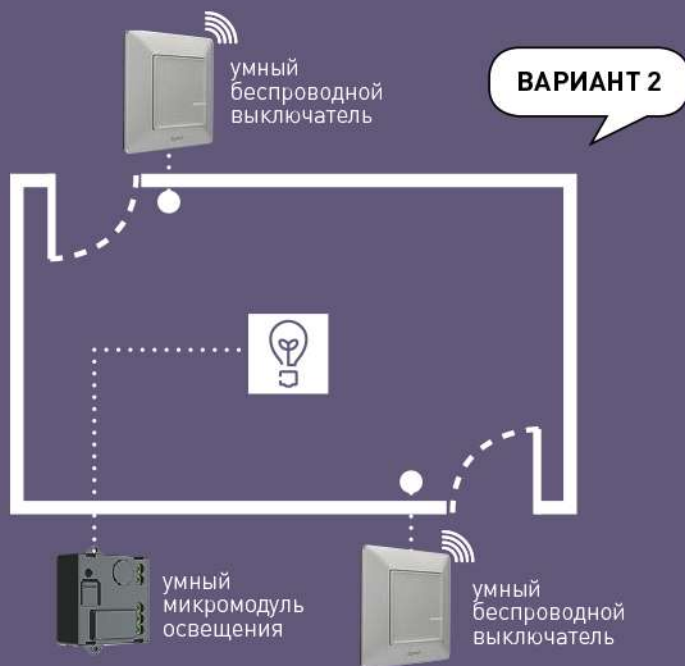 умный
беспроводной
выключатель
ВАРИАНТ 2
умный
микромодуль
освещения
умный
беспроводной
выключатель